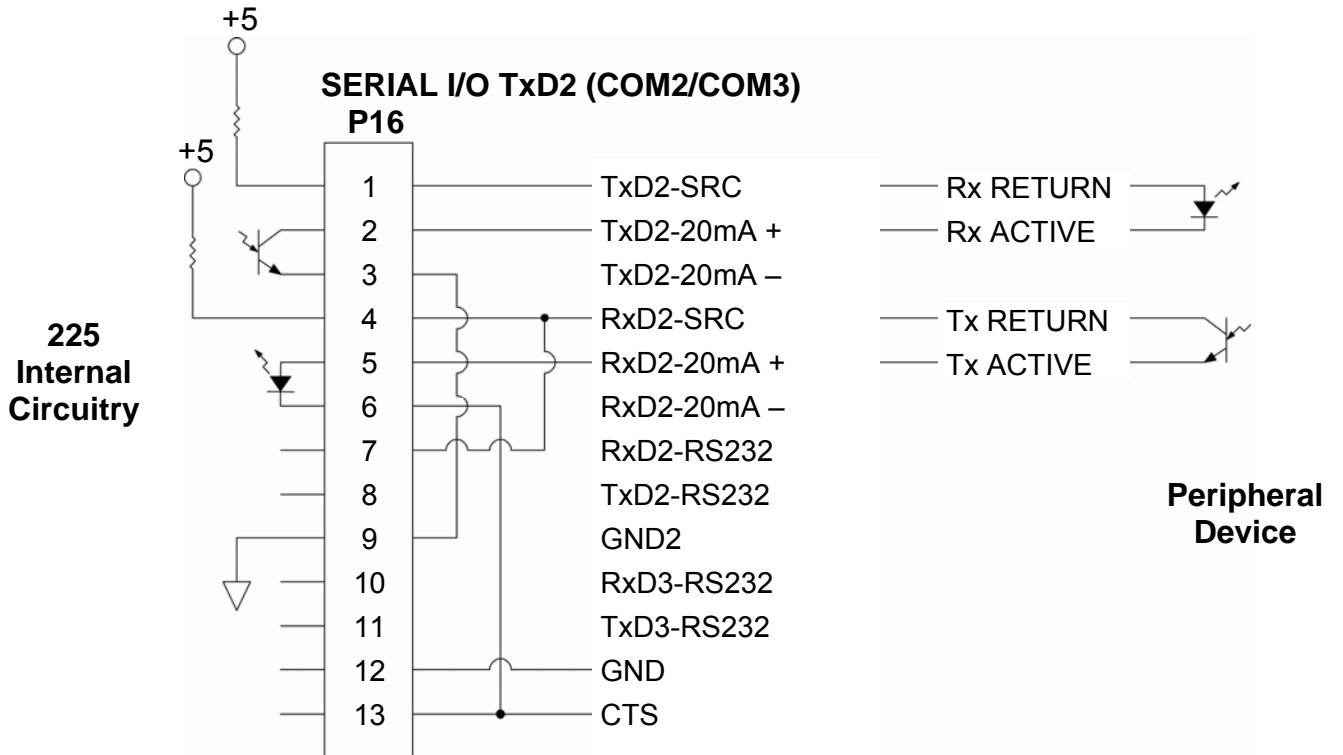 +5
SERIAL I/O TxD2 (COM2/COM3)
P16
+5
1 TxD2-SRC Rx RETURN
2 TxD2-20mA + Rx ACTIVE
3 TxD2-20mA –
4 RxD2-SRC Tx RETURN
5 RxD2-20mA + Tx ACTIVE
6 RxD2-20mA –
7 RxD2-RS232
8 TxD2-RS232
9 GND2
10 RxD3-RS232
11 TxD3-RS232
12 GND
13 CTS
225
Internal
Circuitry
Peripheral
Device